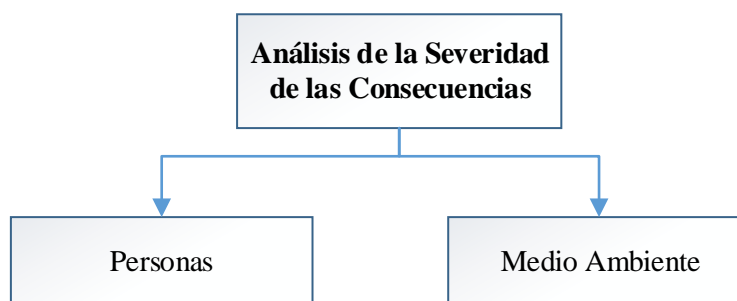 Análisis de la Severidad
de las Consecuencias
Personas
Medio Ambiente